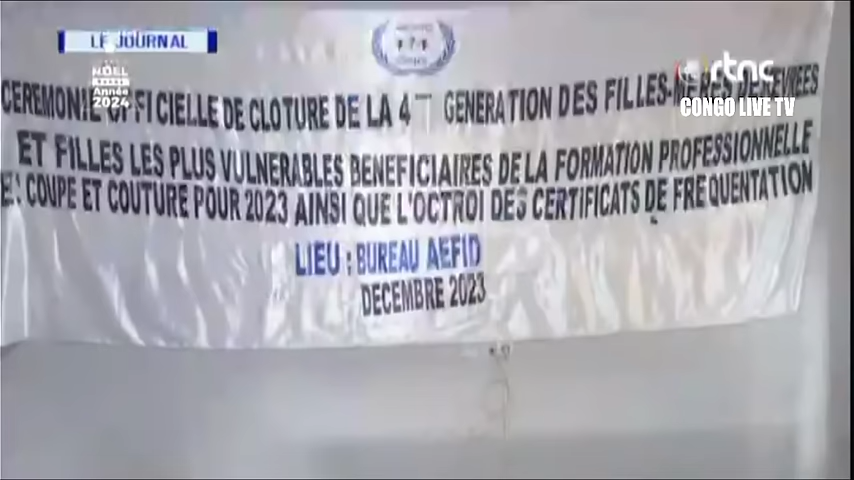 LE JOURNAL
NOËL
Année
2024
rtnc
CONGO LIVE TV
CEREMONIE OFFICIELLE DE CLOTURE DE LA 4 GENERATION DES FILLES-MERES
ET FILLES LES PLUS VULNERABLES BENEFICIAIRES DE LA FORMATION PROFESSIONNELLE
EN COUPE ET COUTURE POUR 2023 AINSI QUE L'OCTROI DES CERTIFICATS DE FREQUENTATION
LIEU : BUREAU AEFID
DECEMBRE 2023